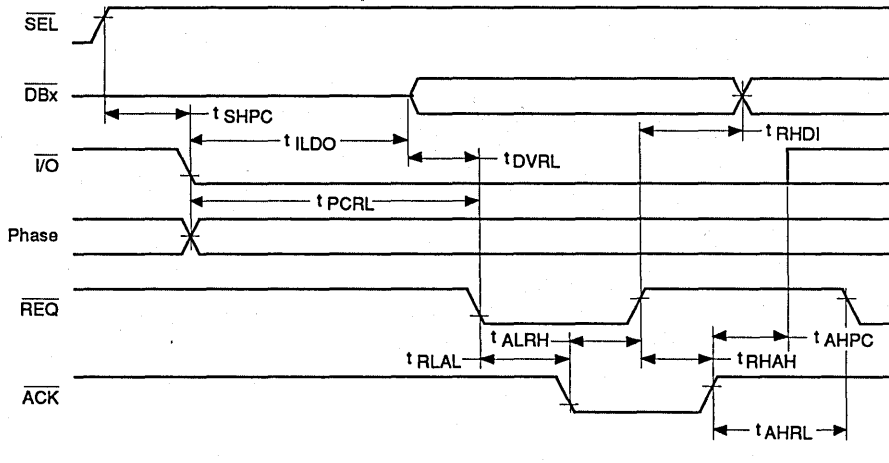 SEL
DBx
t SHPC
t ILDO
t RHDI
I/O
t DVRL
t PCRL
Phase
REQ
t ALRH
t AHPC
t RLAL
t RHAH
ACK
t AHRL